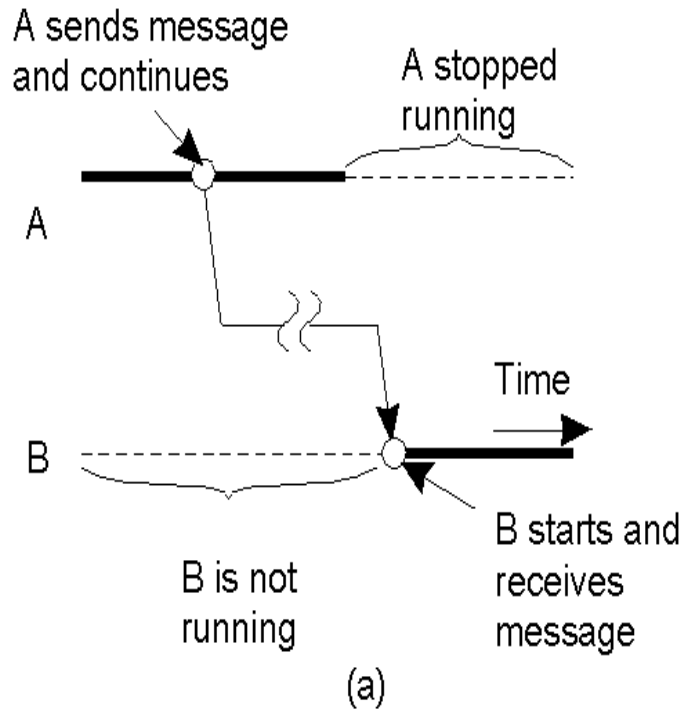 A sends message
and continues
A stopped
running
A
Time
B
B starts and
receives
message
B is not
running
(a)